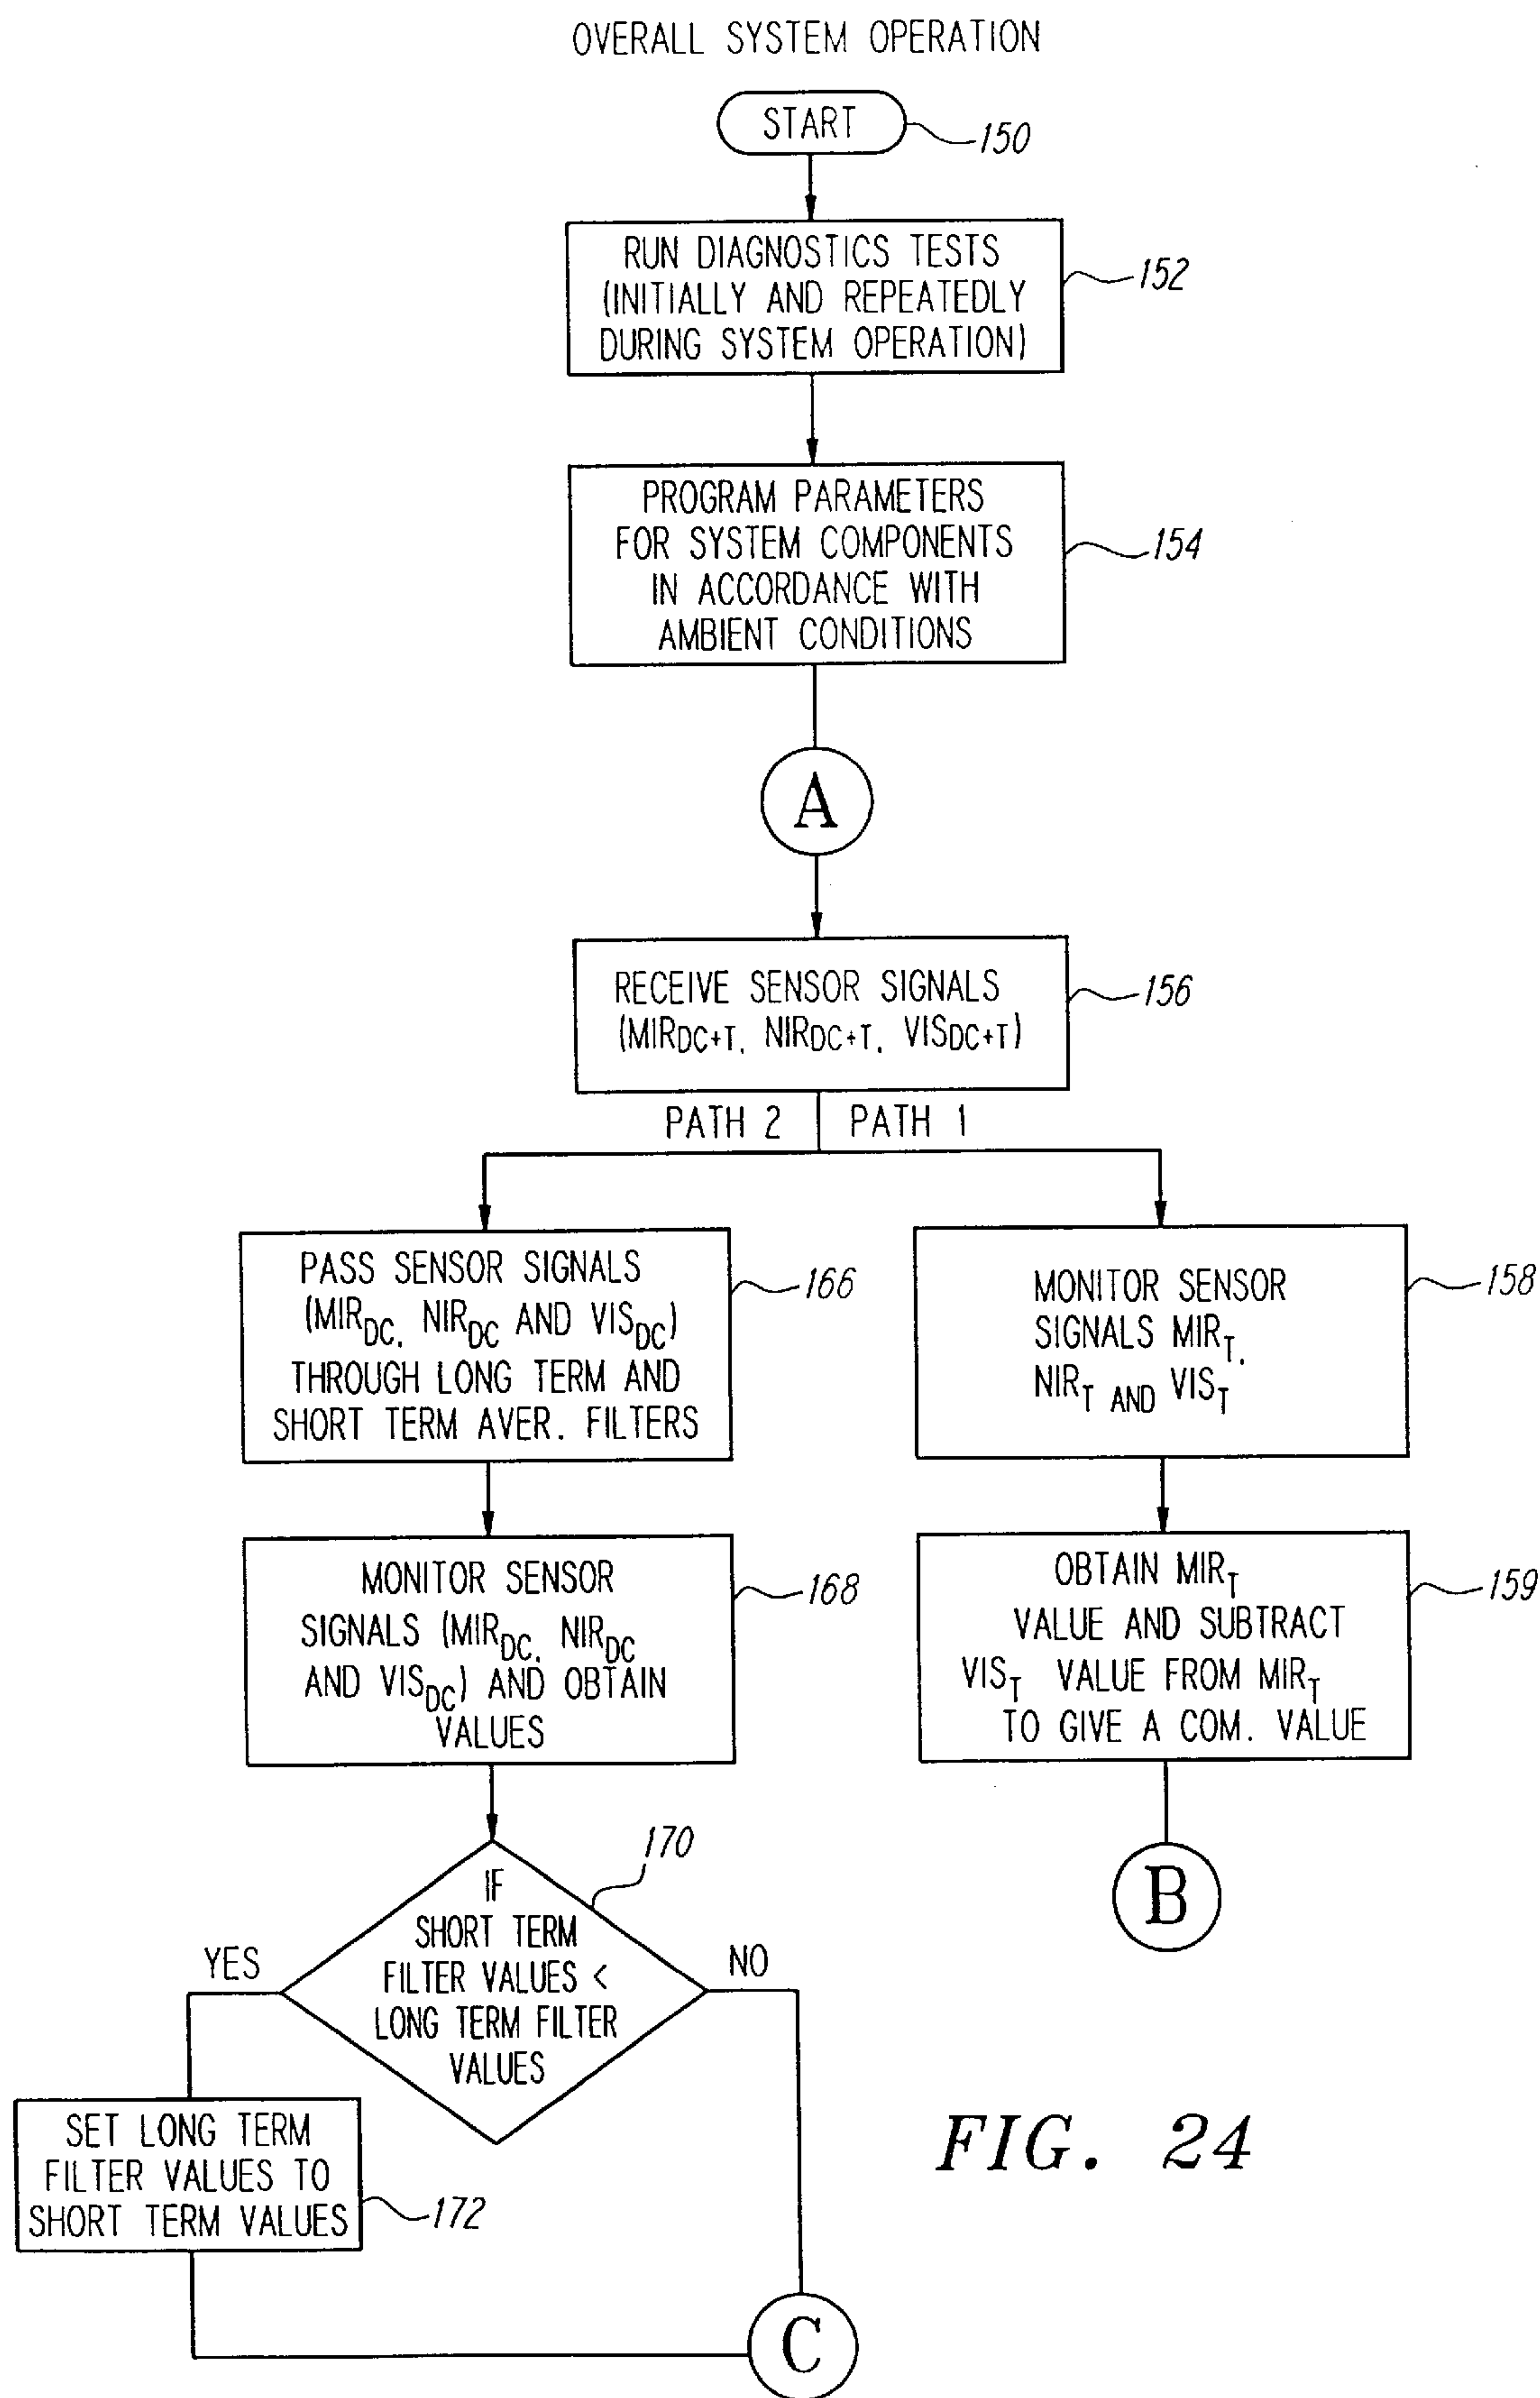 OVERALL SYSTEM OPERATION
START
150
RUN DIAGNOSTICS TESTS
(INITIALLY AND REPEATEDLY
DURING SYSTEM OPERATION)
152
PROGRAM PARAMETERS
FOR SYSTEM COMPONENTS
IN ACCORDANCE WITH
AMBIENT CONDITIONS
154
A
RECEIVE SENSOR SIGNALS
(MIRDC+T, NIRDC+T, VISDC+T)
156
PATH 2
PATH 1
PASS SENSOR SIGNALS
(MIRDC, NIRDC AND VISDC)
THROUGH LONG TERM AND
SHORT TERM AVER. FILTERS
166
MONITOR SENSOR
SIGNALS MIRT,
NIRT AND VIST
158
MONITOR SENSOR
SIGNALS (MIRDC, NIRDC
AND VISDC) AND OBTAIN
VALUES
168
OBTAIN MIRT
VALUE AND SUBTRACT
VIST VALUE FROM MIRT
TO GIVE A COM. VALUE
159
B
170
IF
SHORT TERM
FILTER VALUES <
LONG TERM FILTER
VALUES
YES
NO
SET LONG TERM
FILTER VALUES TO
SHORT TERM VALUES
172
C
FIG. 24